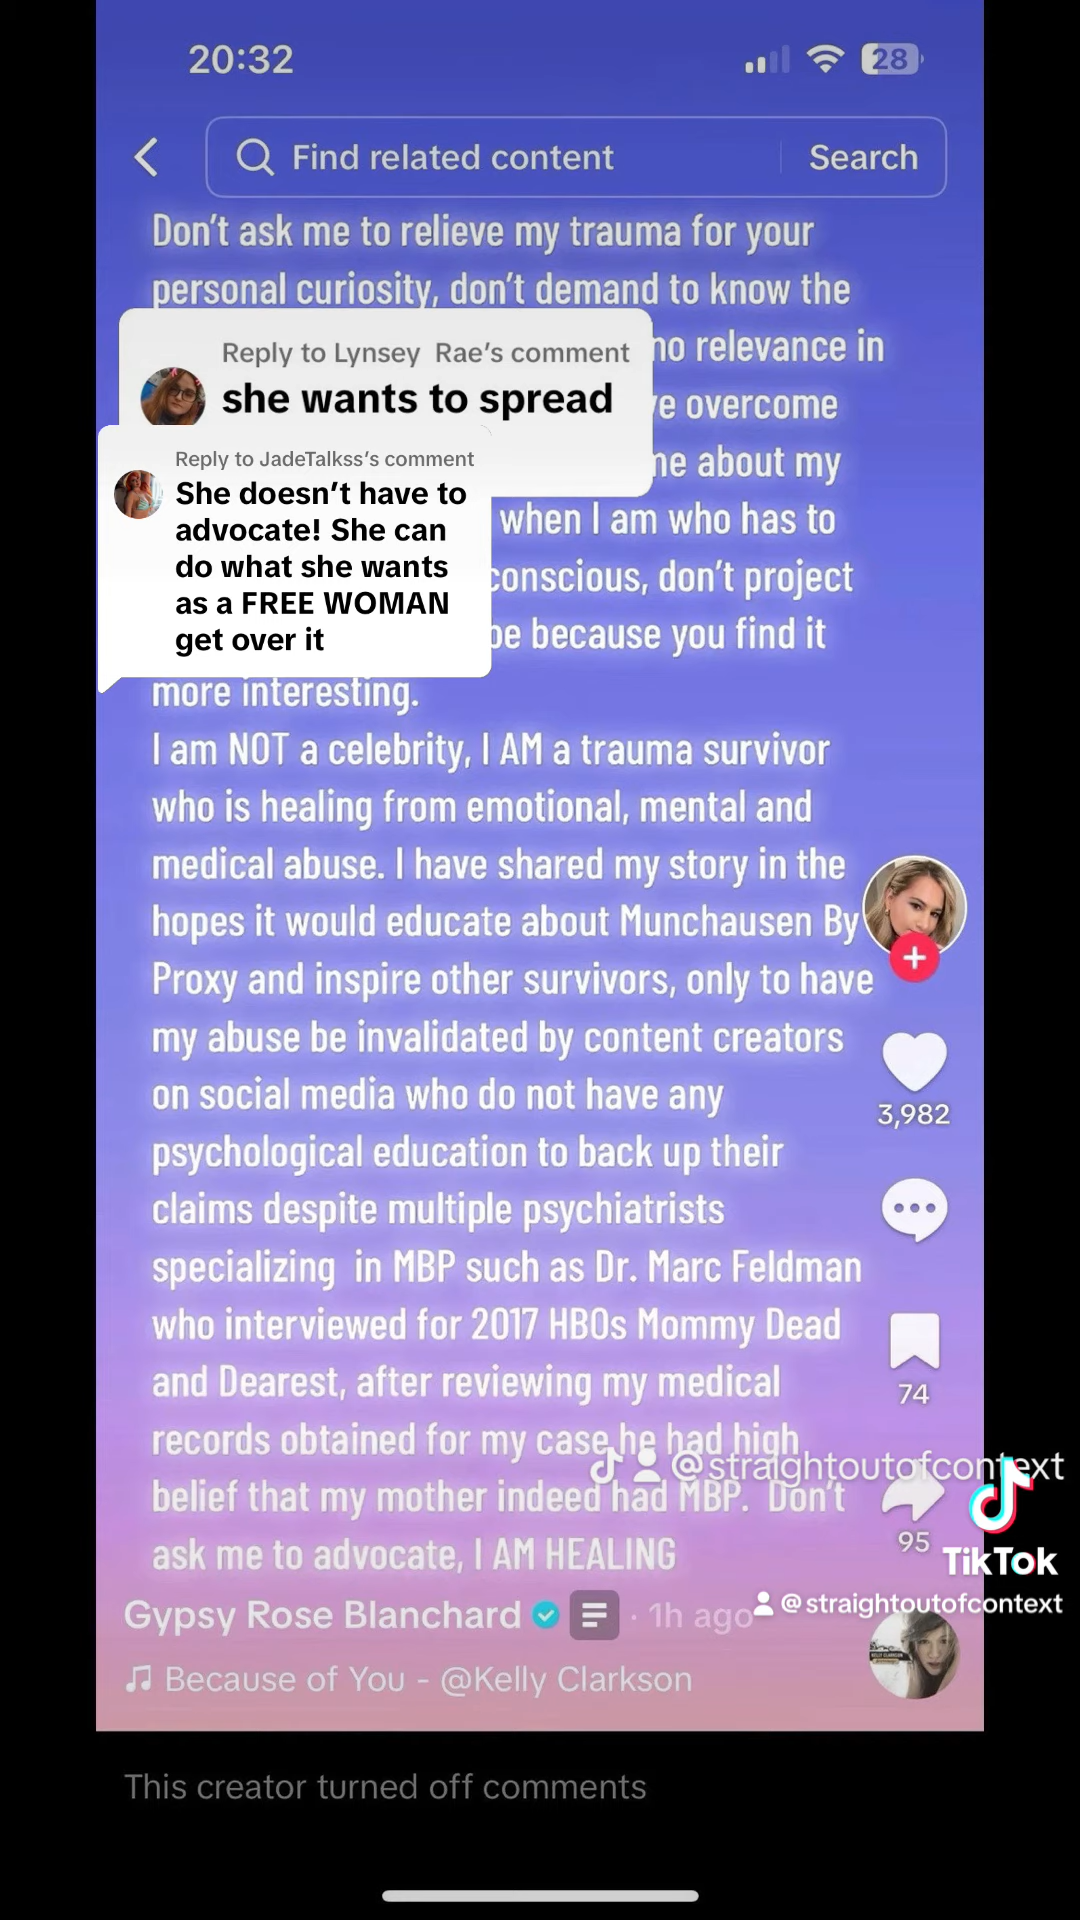 20:32
28
Find related content
Search
Don't ask me to relieve my trauma for your
personal curiosity, don't demand to know the
no relevance in
Reply to Lynsey Rae's comment
she wants to spread
overcome
about my
Reply to JadeTalkss's comment
She doesn't have to
advocate! She can
do what she wants
as a FREE WOMAN
get over it
when I am who has to
conscious, don't project
be because you find it
more interesting.
I am NOT a celebrity, I AM a trauma survivor
who is healing from emotional, mental and
medical abuse. I have shared my story in the
hopes it would educate about Munchausen By
Proxy and inspire other survivors, only to have
my abuse be invalidated by content creators
on social media who do not have any
psychological education to back up their
claims despite multiple psychiatrists
specializing in MBP such as Dr. Marc Feldman
who interviewed for 2017 HBOs Mommy Dead
and Dearest, after reviewing my medical
records obtained for my case he had high
belief that my mother indeed had MBP. Don't
ask me to advocate, I AM HEALING
3,982
74
95
@straightoutofcontext
TikTok
@straightoutofcontext
Gypsy Rose Blanchard · 1h ago
Because of You - @Kelly Clarkson
This creator turned off comments